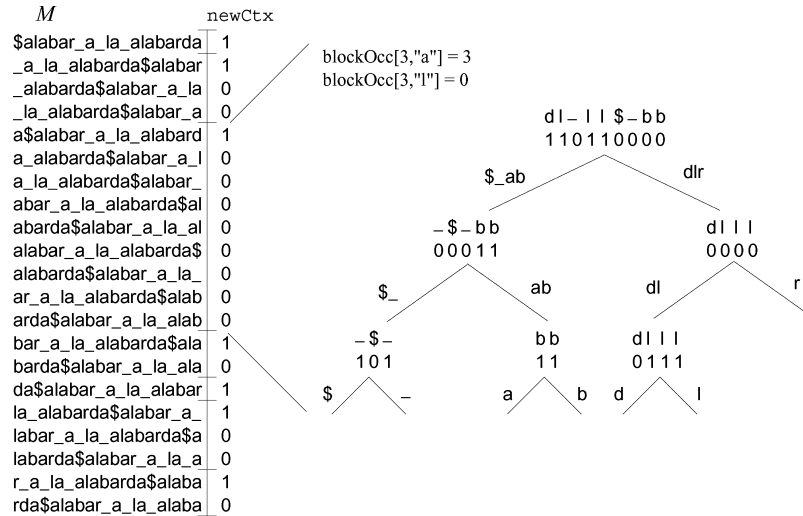 M newCtx
$alabar_a_la_alabarda 1
_a_la_alabarda$alabar 1
_alabarda$alabar_a_la 0
_la_alabarda$alabar_a 0
a$alabar_a_la_alabard 1
a_alabarda$alabar_a_l 0
a_la_alabarda$alabar_ 0
abar_a_la_alabarda$al 0
abarda$alabar_a_la_al 0
alabar_a_la_alabarda$ 0
alabarda$alabar_a_la_ 0
ar_a_la_alabarda$alab 0
arda$alabar_a_la_alab 0
bar_a_la_alabarda$ala 1
barda$alabar_a_la_ala 0
da$alabar_a_la_alabar 1
la_alabarda$alabar_a_ 1
labar_a_la_alabarda$a 0
labarda$alabar_a_la_a 0
r_a_la_alabarda$alaba 1
rda$alabar_a_la_alaba 0
blockOcc[3,"a"] = 3
blockOcc[3,"l"] = 0
d l _ l l $ _ b b
1 1 0 1 1 0 0 0 0
$_ab dlr
_ $ _ b b d l l l
0 0 0 1 1 0 0 0 0
$_ ab dl r
_ $ _ b b d l l l
1 0 1 1 1 0 1 1 1
$ _ a b d l